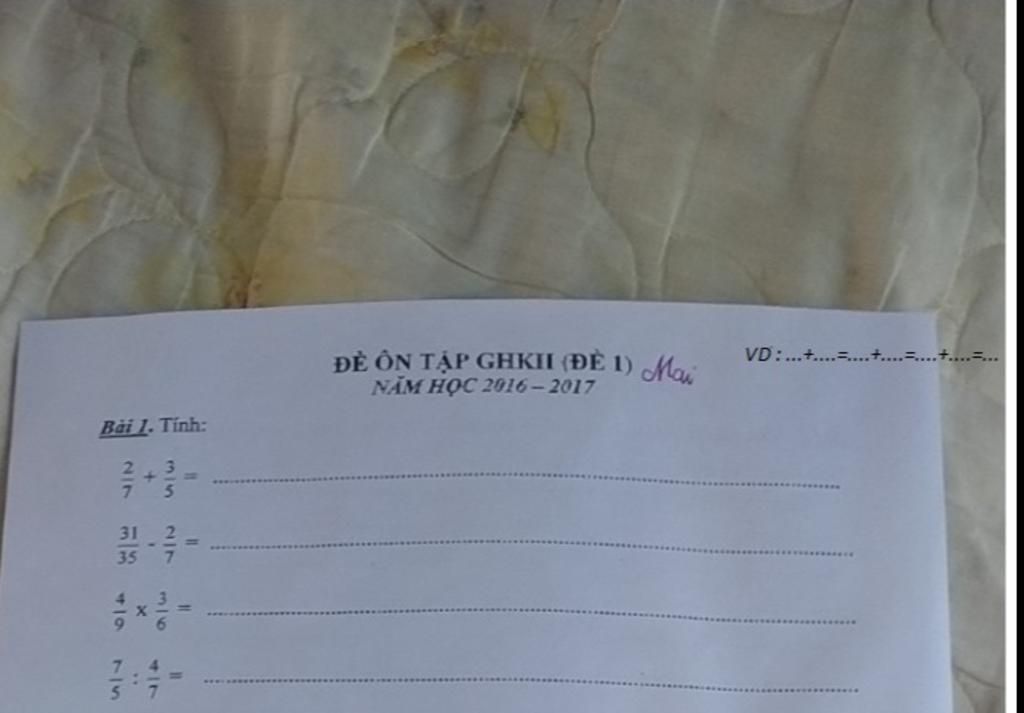 ĐỀ ÔN TẬP GHKII (ĐỀ 1) Mai
VD : ...+....=....+....=....+....=...
NĂM HỌC 2016 – 2017
Bài 1. Tính:
2/7 + 3/5 = ........................................
31/35 - 2/7 = ........................................
4/9 x 3/6 = ........................................
7/5 : 4/7 = ........................................